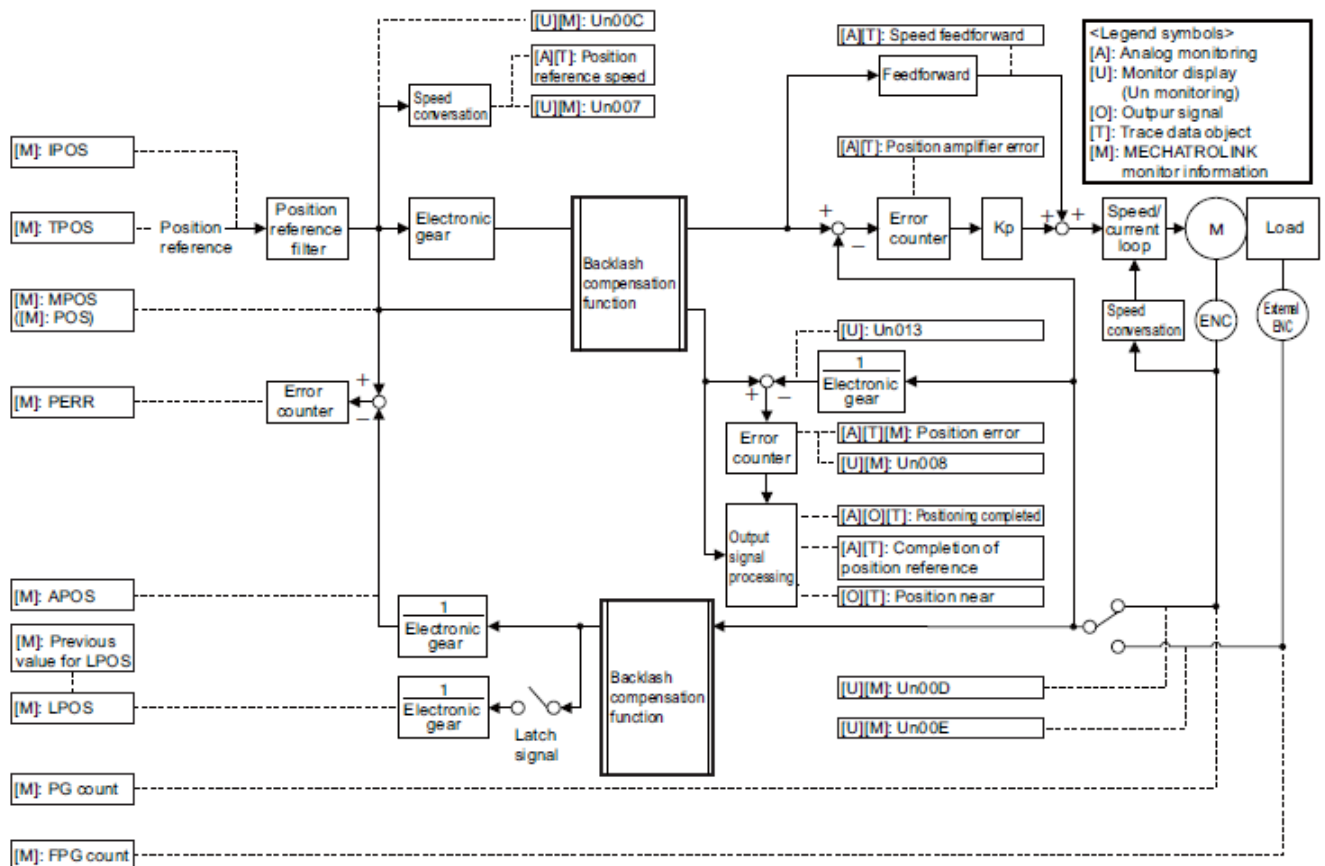 [U][M]: Un00C
[A][T]: Position
reference speed
[U][M]: Un007
Speed
conversation
[A][T]: Speed feedforward
Feedforward
[A][T]: Position amplifier error
<Legend symbols>
[A]: Analog monitoring
[U]: Monitor display
(Un monitoring)
[O]: Outpur signal
[T]: Trace data object
[M]: MECHATROLINK
monitor information
[M]: IPOS
[M]: TPOS
Position
reference
Position
reference
filter
Electronic
gear
Backlash
compensation
function
+
−
Error
counter
Kp
+
+
Speed/
current
loop
M
Load
[M]: MPOS
([M]: POS)
Speed
conversation
ENC
External
ENC
[U]: Un013
1
Electronic
gear
+
−
[M]: PERR
Error
counter
+
−
Error
counter
[A][T][M]: Position error
[U][M]: Un008
Output
signal
processing
[A][O][T]: Positioning completed
[A][T]: Completion of
position reference
[O][T]: Position near
[M]: APOS
1
Electronic
gear
[M]: Previous
value for LPOS
[M]: LPOS
1
Electronic
gear
Latch
signal
Backlash
compensation
function
[U][M]: Un00D
[U][M]: Un00E
[M]: PG count
[M]: FPG count